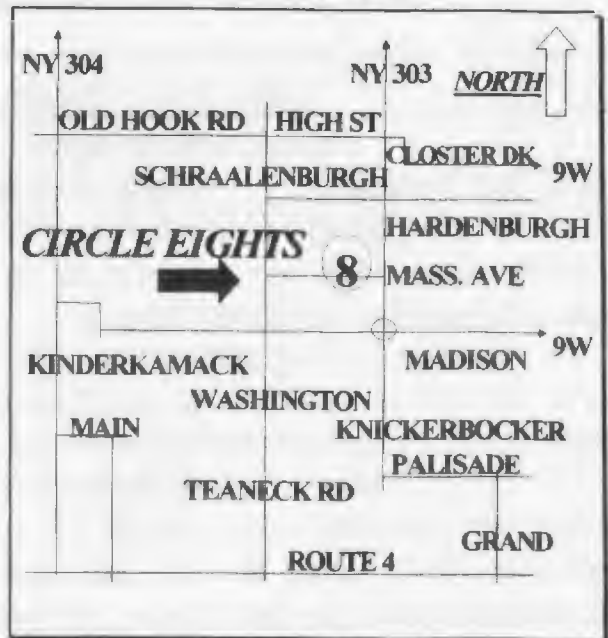 NY 304
NY 303
NORTH
OLD HOOK RD
HIGH ST
CLOSTER DK
9W
SCHRAALENBURGH
HARDENBURGH
CIRCLE EIGHTS
8
MASS. AVE
9W
KINDERKAMACK
MADISON
WASHINGTON
MAIN
KNICKERBOCKER
PALISADE
TEANECK RD
GRAND
ROUTE 4